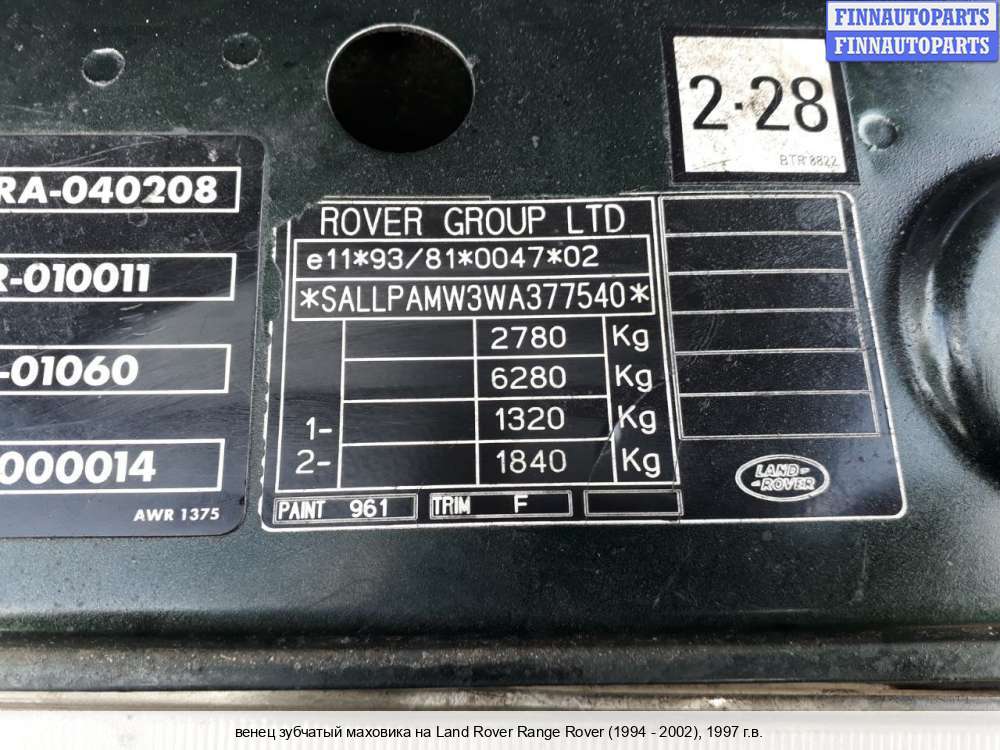 FINNAUTOPARTS
FINNAUTOPARTS
2·28
BTR 8822
RA-040208
R-010011
-01060
000014
AWR 1375
ROVER GROUP LTD
e11*93/81*0047*02
*SALLPAMW3WA377540*
2780 Kg
6280 Kg
1- 1320 Kg
2- 1840 Kg
PAINT 961 TRIM F
LAND-
-ROVER
венец зубчатый маховика на Land Rover Range Rover (1994 - 2002), 1997 г.в.